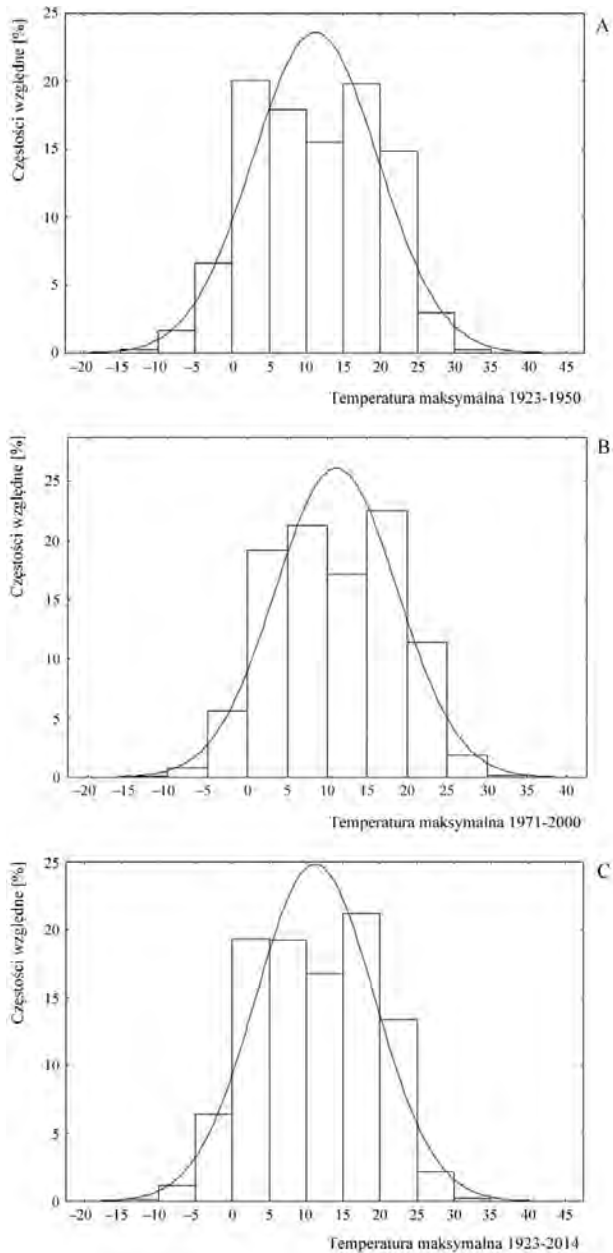 A
Częstości względne [%]
25
20
15
10
5
0
–20 –15 –10 –5 0 5 10 15 20 25 30 35 40 45
Temperatura maksymalna 1923-1950
B
Częstości względne [%]
25
20
15
10
5
0
–20 –15 –10 –5 0 5 10 15 20 25 30 35 40
Temperatura maksymalna 1971-2000
C
Częstości względne [%]
25
20
15
10
5
0
–20 –15 –10 –5 0 5 10 15 20 25 30 35 40 45
Temperatura maksymalna 1923-2014